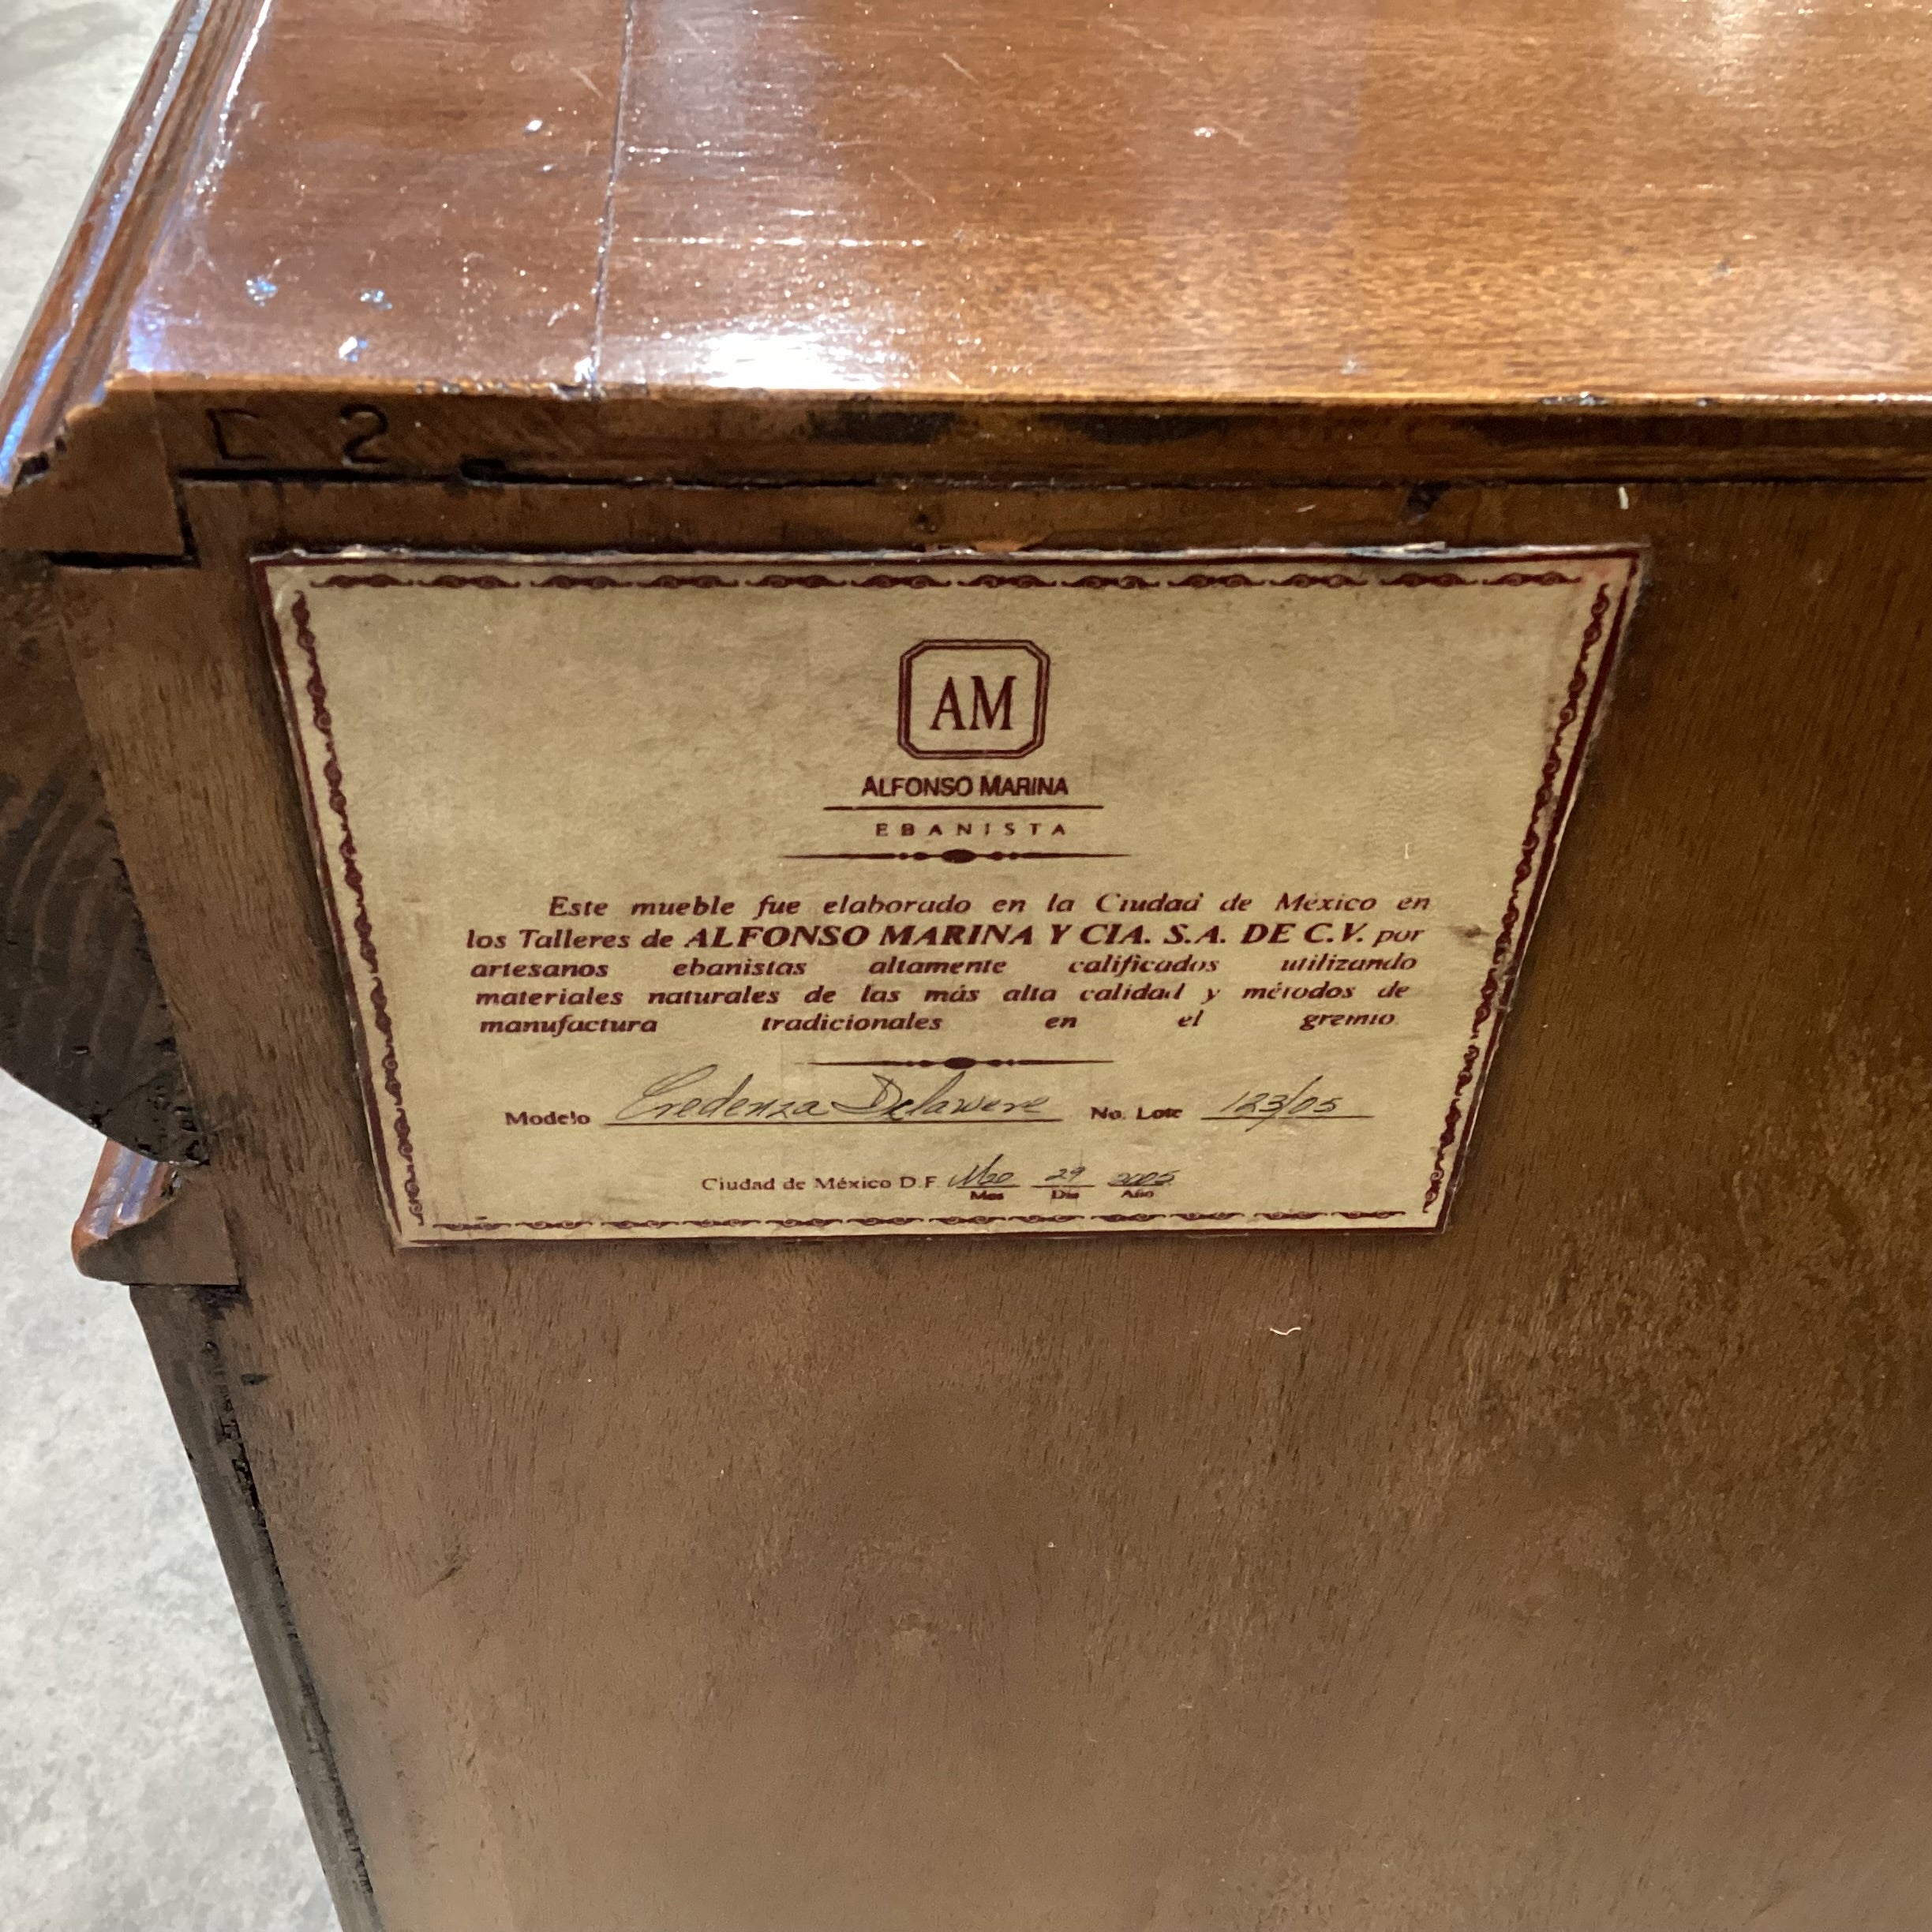 C 2
AM
ALFONSO MARINA
EBANISTA
Este mueble fue elaborado en la Ciudad de México en
los Talleres de ALFONSO MARINA Y CIA. S.A. DE C.V. por
artesanos ebanistas altamente calificados utilizando
materiales naturales de las más alta calidad y métodos de
manufactura tradicionales en el gremio.
Modelo Credenza Delawere No. Lote 123/05
Ciudad de México D.F. 29 2005
Mes Día Año